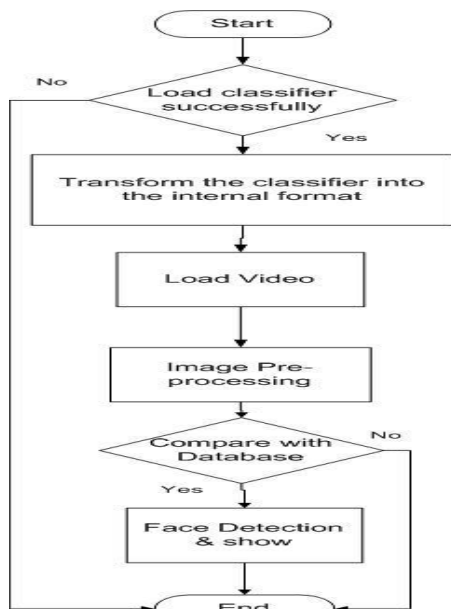 Start
No
Load classifier
successfully
Yes
Transform the classifier into
the internal format
Load Video
Image Pre-
processing
Compare with
Database
No
Yes
Face Detection
& show
End